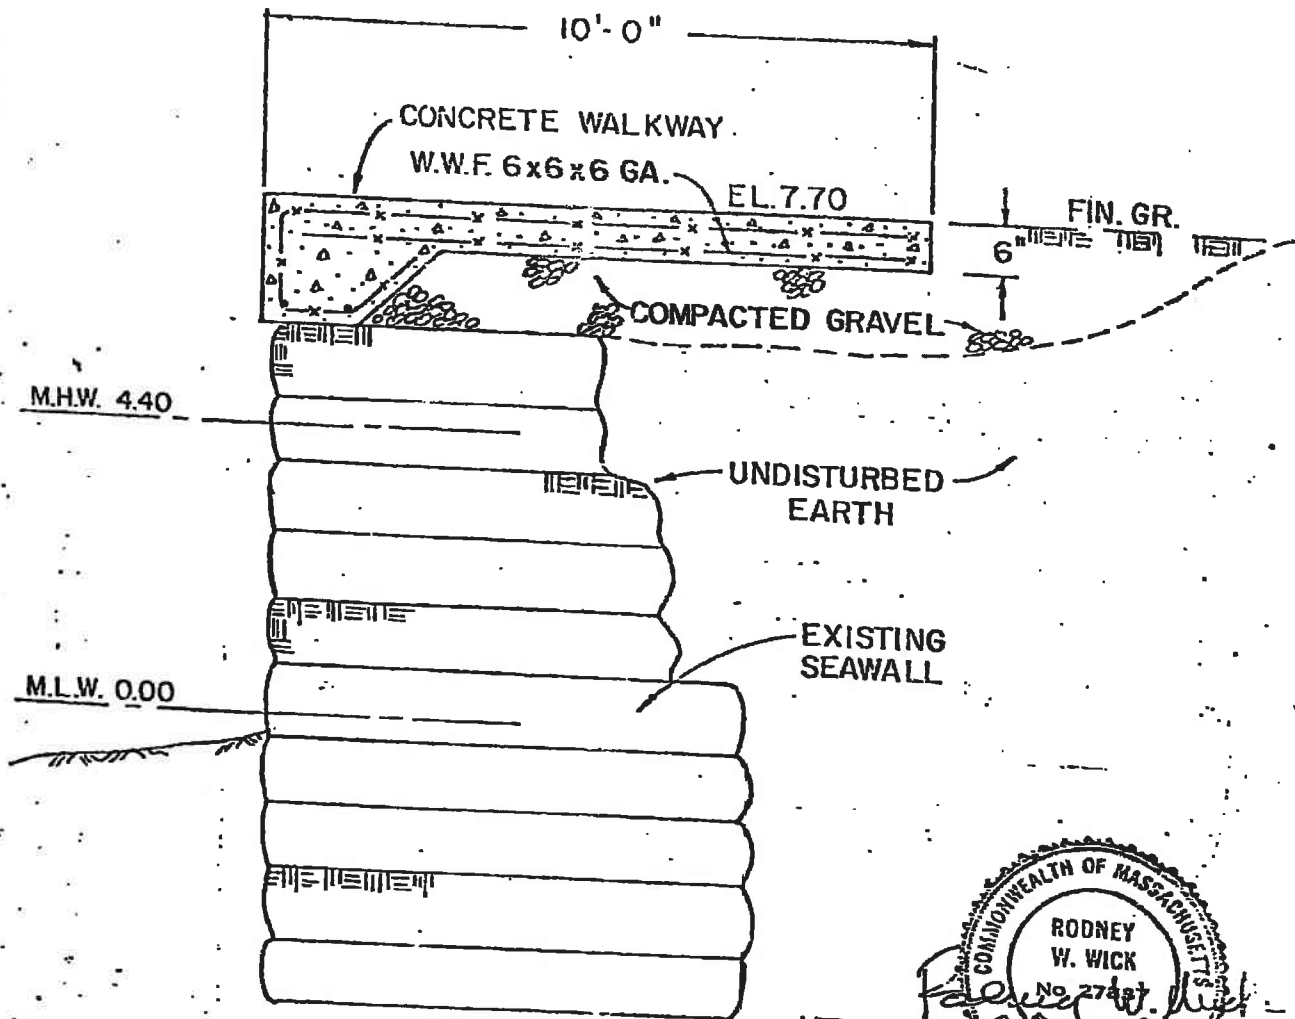 10'-0"
CONCRETE WALKWAY
W.W.F. 6x6x6 GA.
EL. 7.70
FIN. GR.
6"
COMPACTED GRAVEL
M.H.W. 4.40
UNDISTURBED
EARTH
EXISTING
SEAWALL
M.L.W. 0.00
COMMONWEALTH OF MASSACHUSETTS
RODNEY
W. WICK
No.